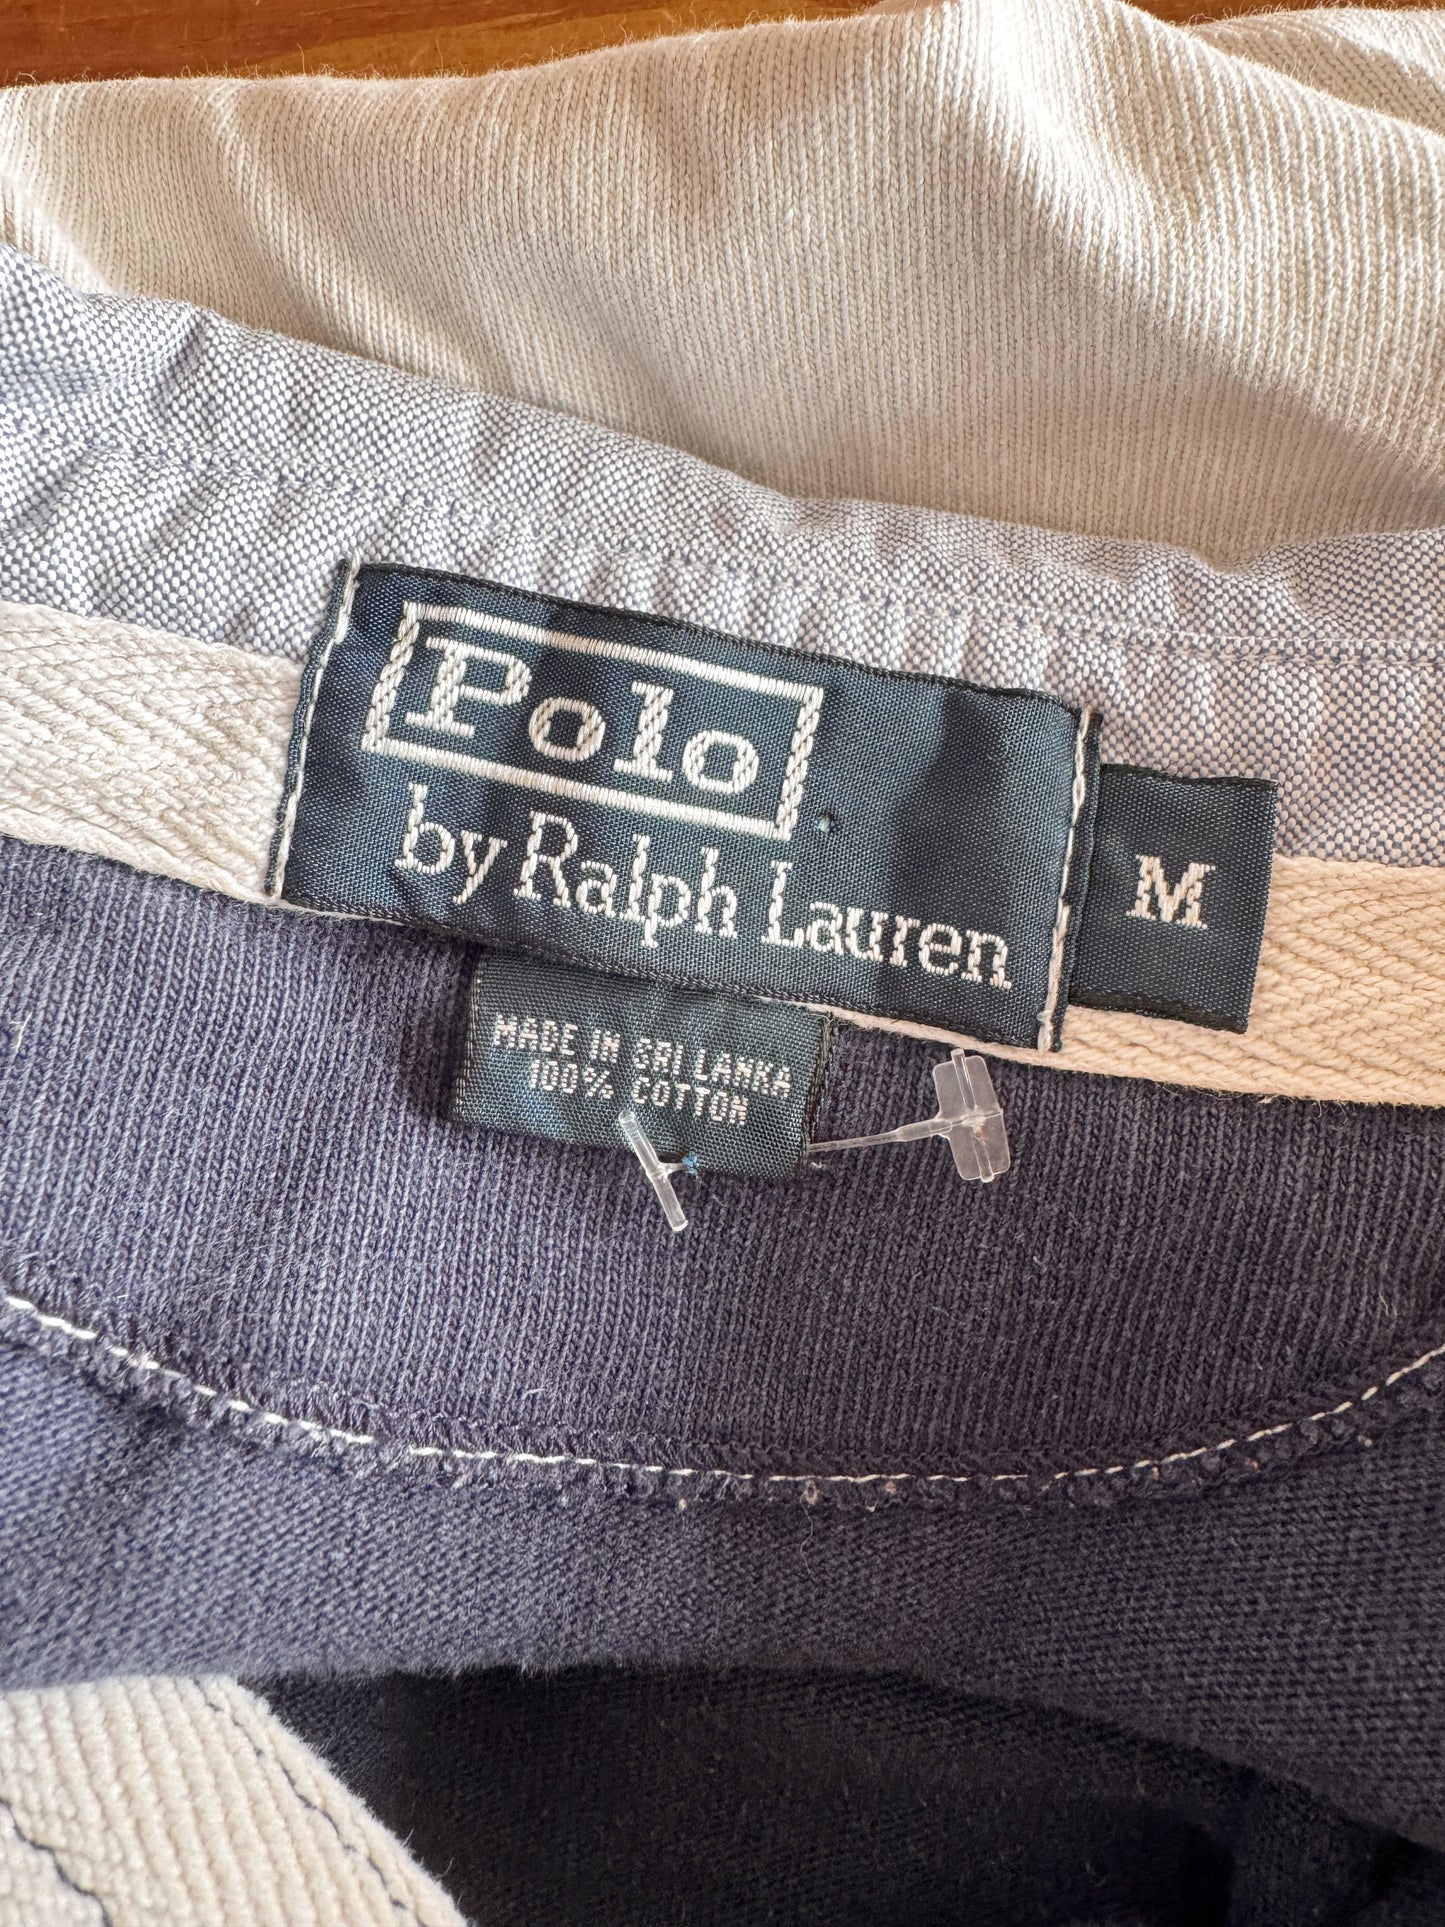 Polo
by Ralph Lauren
M
MADE IN SRI LANKA
100% COTTON